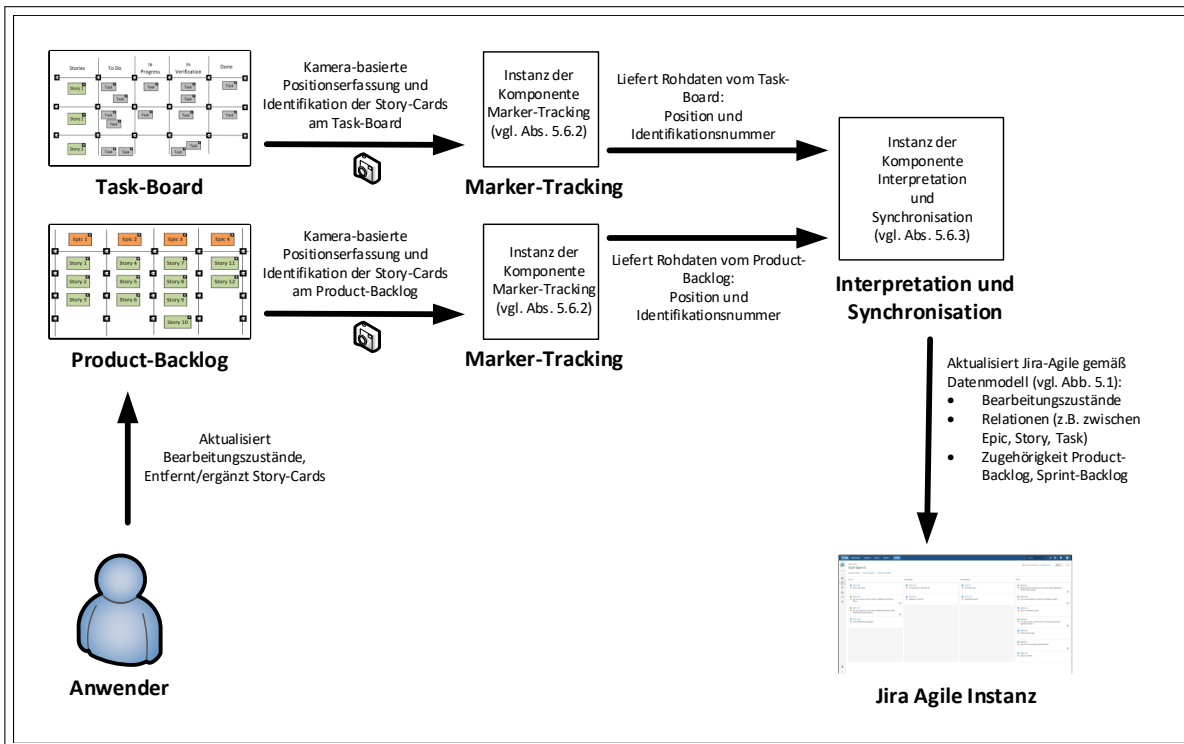 Stories
To Do
In
Progress
In
Verification
Done
Story 1
Task
Task
Task
Task
Task
Task
Story 2
Task
Task
Task
Task
Task
Task
Story 3
Task
Task
Task
Task
Task-Board
Kamera-basierte
Positionserfassung und
Identifikation der Story-Cards
am Task-Board
Instanz der
Komponente
Marker-Tracking
(vgl. Abs. 5.6.2)
Marker-Tracking
Liefert Rohdaten vom Task-
Board:
Position und
Identifikationsnummer
Epic 1
Epic 2
Epic 3
Epic 4
Story 1
Story 4
Story 7
Story 11
Story 2
Story 5
Story 8
Story 12
Story 3
Story 6
Story 9
Story 10
Product-Backlog
Kamera-basierte
Positionserfassung und
Identifikation der Story-Cards
am Product-Backlog
Instanz der
Komponente
Marker-Tracking
(vgl. Abs. 5.6.2)
Marker-Tracking
Liefert Rohdaten vom Product-
Backlog:
Position und
Identifikationsnummer
Instanz der
Komponente
Interpretation
und
Synchronisation
(vgl. Abs. 5.6.3)
Interpretation und
Synchronisation
Aktualisiert
Bearbeitungszustände,
Entfernt/ergänzt Story-Cards
Anwender
Aktualisiert Jira-Agile gemäß
Datenmodell (vgl. Abb. 5.1):
• Bearbeitungszustände
• Relationen (z.B. zwischen
Epic, Story, Task)
• Zugehörigkeit Product-
Backlog, Sprint-Backlog
Jira Agile Instanz